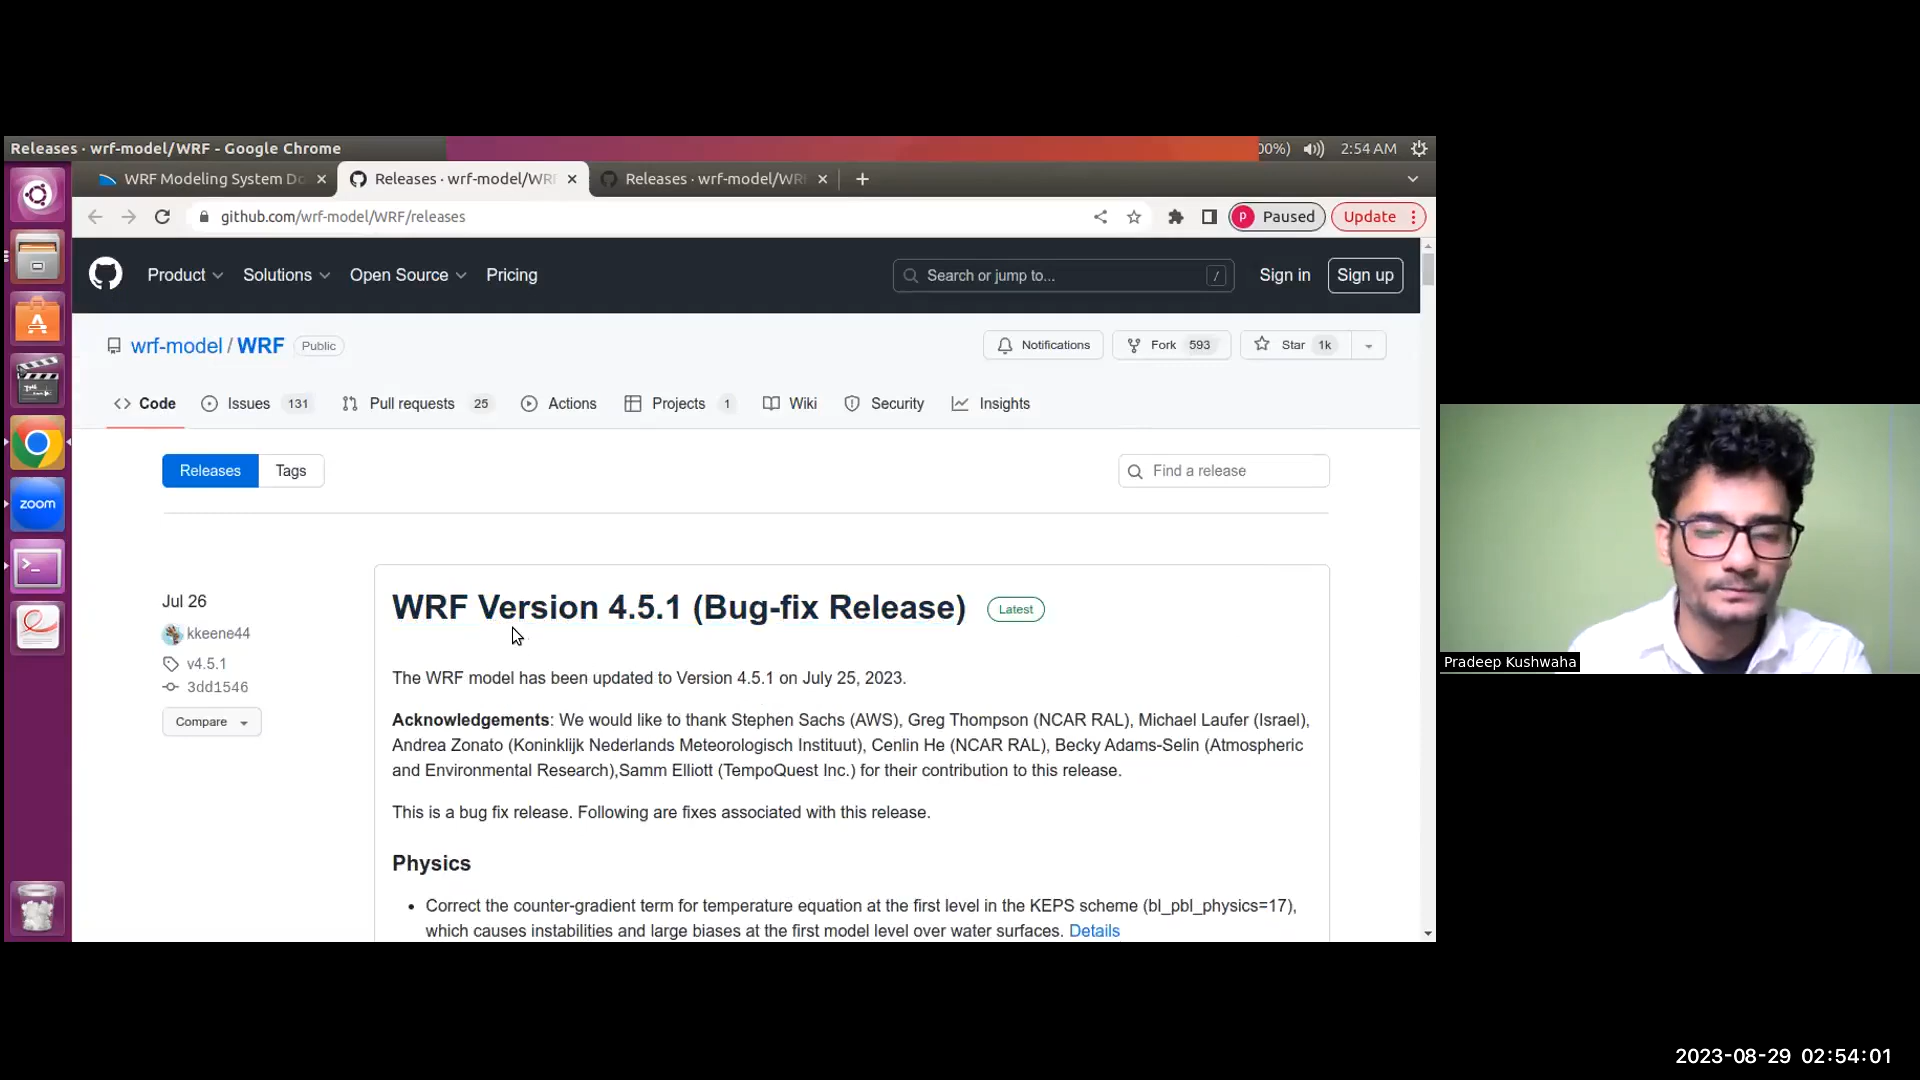 Releases · wrf-model/WRF - Google Chrome
00%) 2:54 AM
WRF Modeling System Do
Releases · wrf-model/WR
Releases · wrf-model/WR
github.com/wrf-model/WRF/releases
P Paused
Update
Product
Solutions
Open Source
Pricing
Search or jump to... /
Sign in
Sign up
wrf-model / WRF Public
Notifications
Fork 593
Star 1k
Code
Issues 131
Pull requests 25
Actions
Projects 1
Wiki
Security
Insights
zoom
Releases
Tags
Find a release
Jul 26
kkeene44
v4.5.1
3dd1546
Compare
WRF Version 4.5.1 (Bug-fix Release) Latest
The WRF model has been updated to Version 4.5.1 on July 25, 2023.
Acknowledgements: We would like to thank Stephen Sachs (AWS), Greg Thompson (NCAR RAL), Michael Laufer (Israel),
Andrea Zonato (Koninklijk Nederlands Meteorologisch Instituut), Cenlin He (NCAR RAL), Becky Adams-Selin (Atmospheric
and Environmental Research),Samm Elliott (TempoQuest Inc.) for their contribution to this release.
This is a bug fix release. Following are fixes associated with this release.
Physics
• Correct the counter-gradient term for temperature equation at the first level in the KEPS scheme (bl_pbl_physics=17),
which causes instabilities and large biases at the first model level over water surfaces. Details
Pradeep Kushwaha
2023-08-29 02:54:01